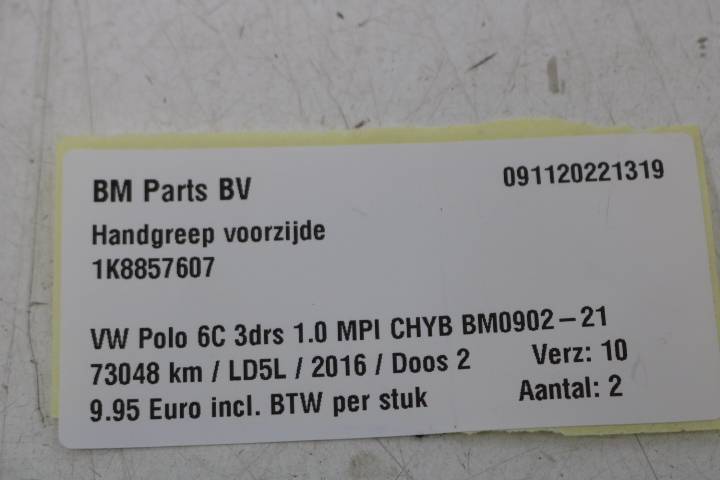 BM Parts BV 091120221319
Handgreep voorzijde
1K8857607
VW Polo 6C 3drs 1.0 MPI CHYB BM0902-21
73048 km / LD5L / 2016 / Doos 2 Verz: 10
9.95 Euro incl. BTW per stuk Aantal: 2